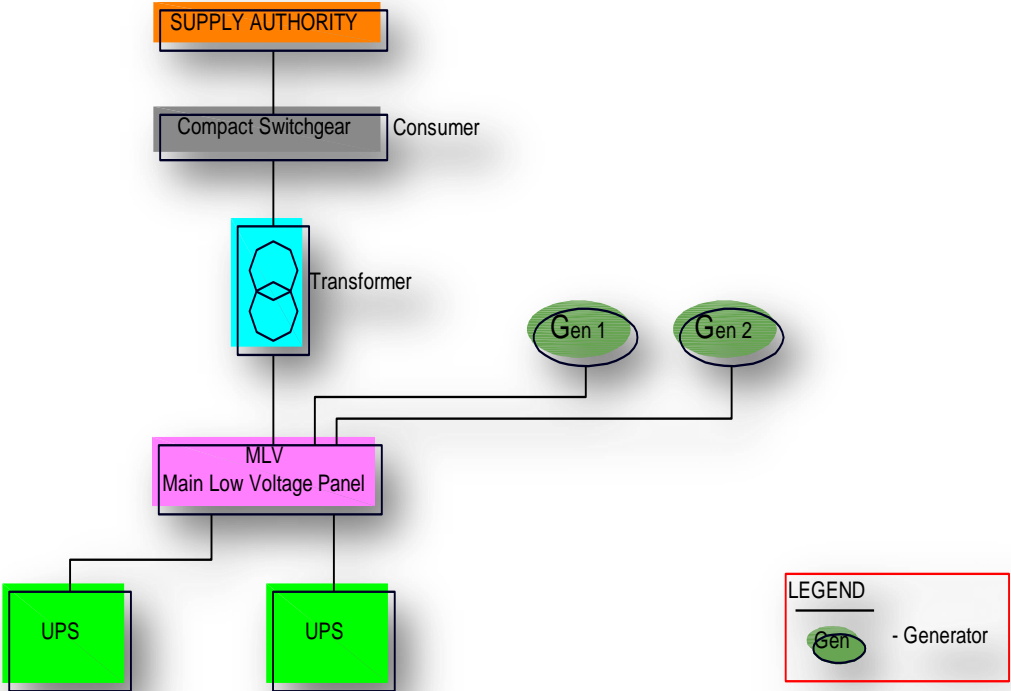 SUPPLY AUTHORITY
Compact Switchgear
Consumer
Transformer
Gen 1
Gen 2
MLV
Main Low Voltage Panel
UPS
UPS
LEGEND
Gen
- Generator